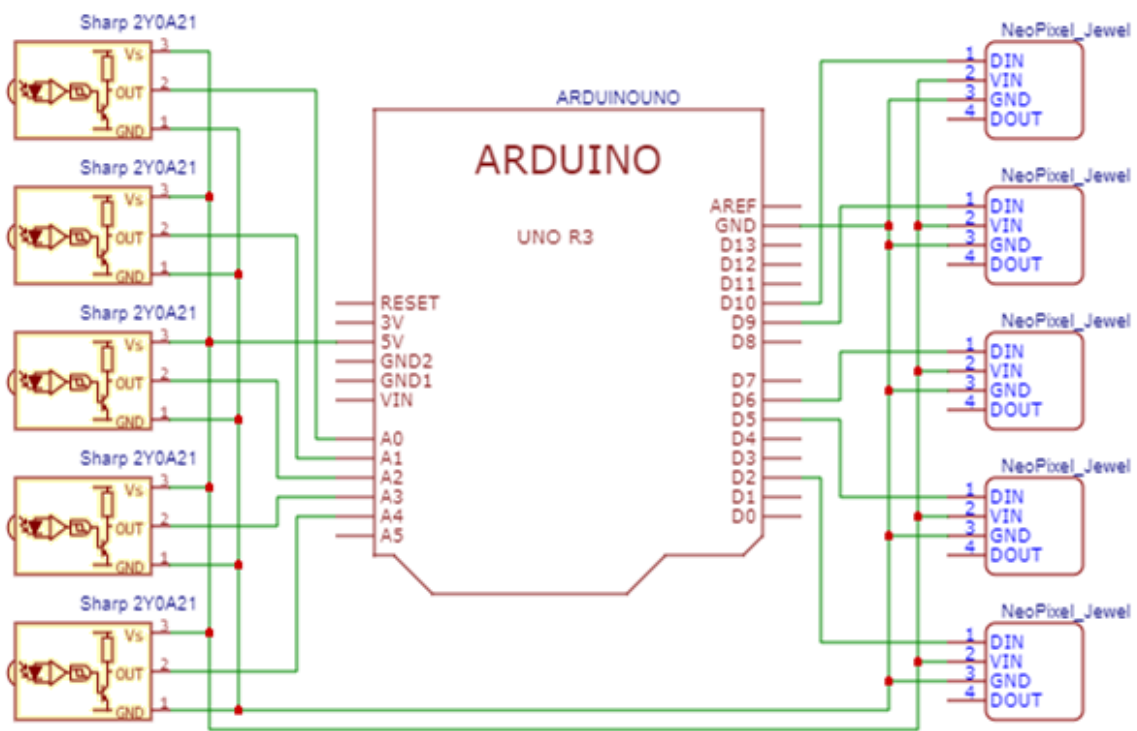 Sharp 2Y0A21
Vs 3
OUT 2
GND 1
Sharp 2Y0A21
Vs 3
OUT 2
GND 1
Sharp 2Y0A21
Vs 3
OUT 2
GND 1
Sharp 2Y0A21
Vs 3
OUT 2
GND 1
Sharp 2Y0A21
Vs 3
OUT 2
GND 1
ARDUINOUNO
ARDUINO
UNO R3
RESET
3V
5V
GND2
GND1
VIN
A0
A1
A2
A3
A4
A5
AREF
GND
D13
D12
D11
D10
D9
D8
D7
D6
D5
D4
D3
D2
D1
D0
NeoPixel_Jewel
1 DIN
2 VIN
3 GND
4 DOUT
NeoPixel_Jewel
1 DIN
2 VIN
3 GND
4 DOUT
NeoPixel_Jewel
1 DIN
2 VIN
3 GND
4 DOUT
NeoPixel_Jewel
1 DIN
2 VIN
3 GND
4 DOUT
NeoPixel_Jewel
1 DIN
2 VIN
3 GND
4 DOUT